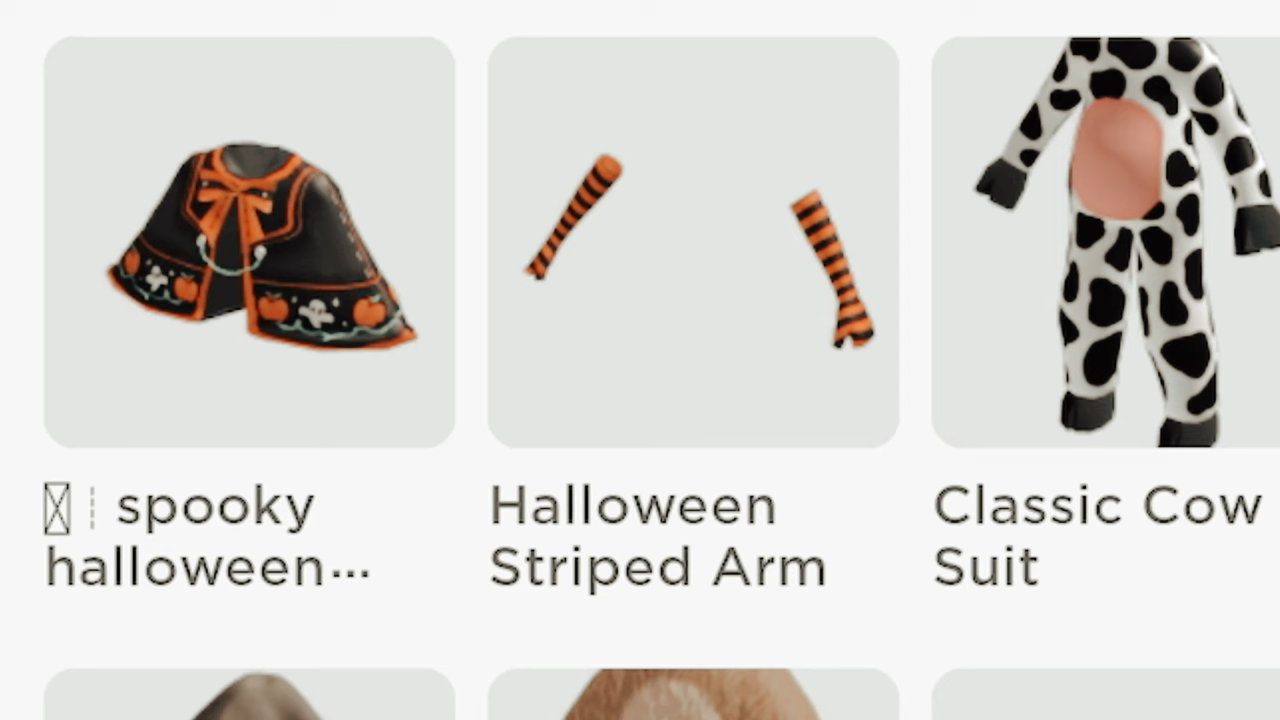 spooky
halloween…
Halloween
Striped Arm
Classic Cow
Suit